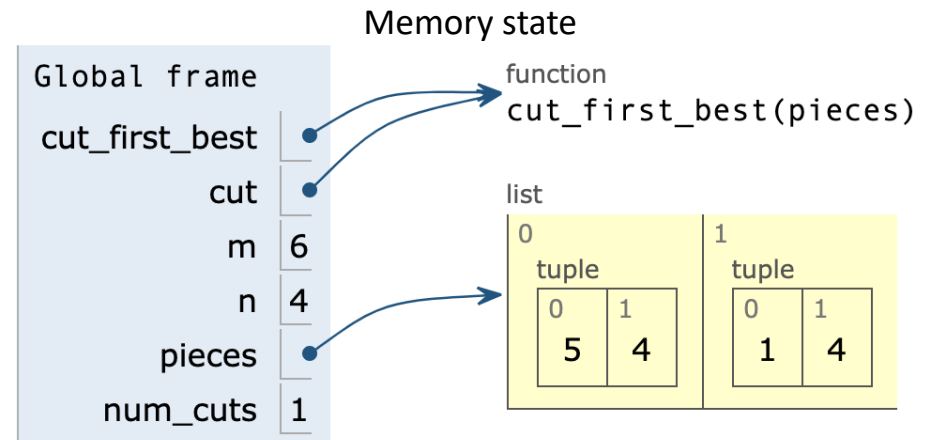 Memory state
Global frame
cut_first_best
cut
m 6
n 4
pieces
num_cuts 1
function
cut_first_best(pieces)
list
0 1
tuple tuple
0 1 0 1
5 4 1 4